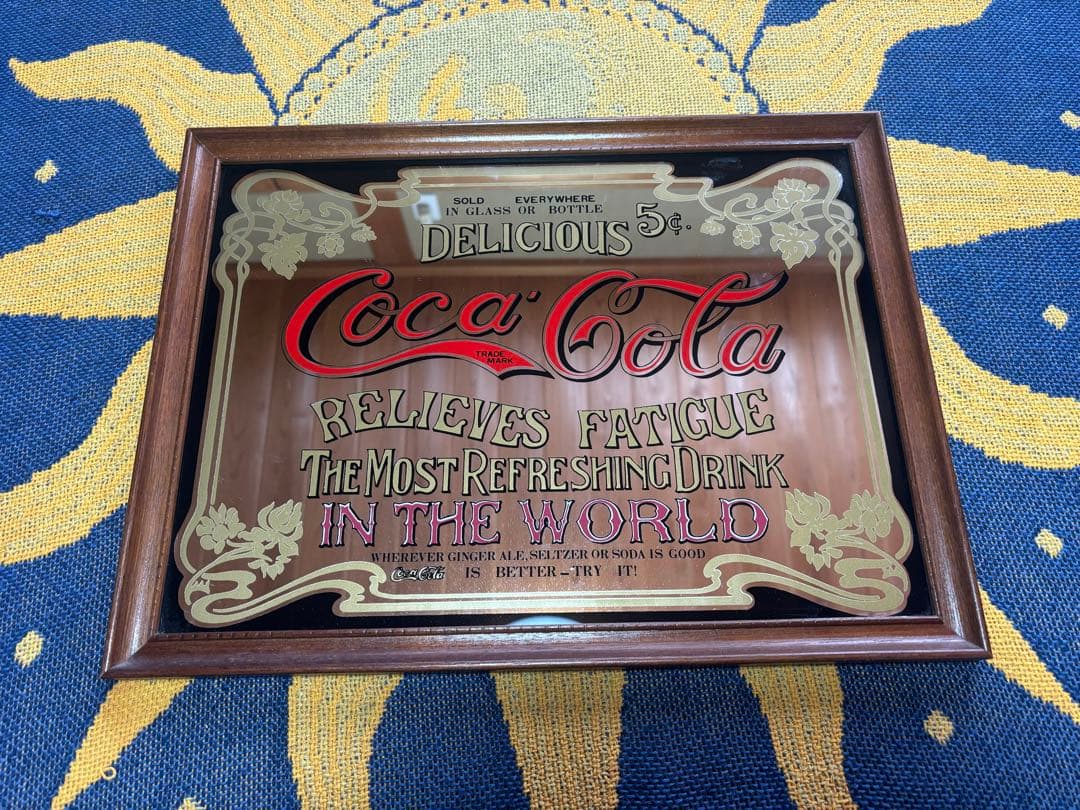 SOLD EVERYWHERE
IN GLASS OR BOTTLE
DELICIOUS 5¢.
Coca-Cola
TRADE MARK
RELIEVES FATIGUE
THE MOST REFRESHING DRINK
IN THE WORLD
WHEREVER GINGER ALE, SELTZER OR SODA IS GOOD
Coca-Cola IS BETTER – TRY IT!